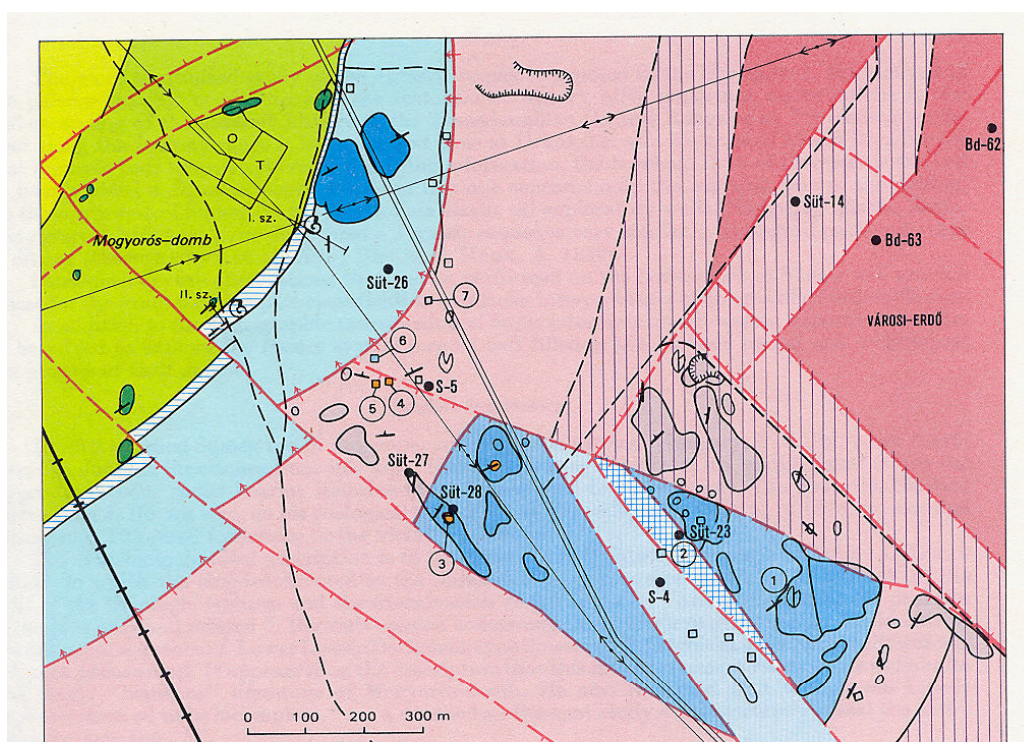 Bd-62
O
T
Süt-14
I. sz.
Bd-63
Mogyorós-domb
Süt-26
7
II. sz.
VÁROSI-ERDŐ
6
S-5
5
4
Süt-27
Süt-28
Süt-23
3
2
1
S-4
0 100 200 300 m